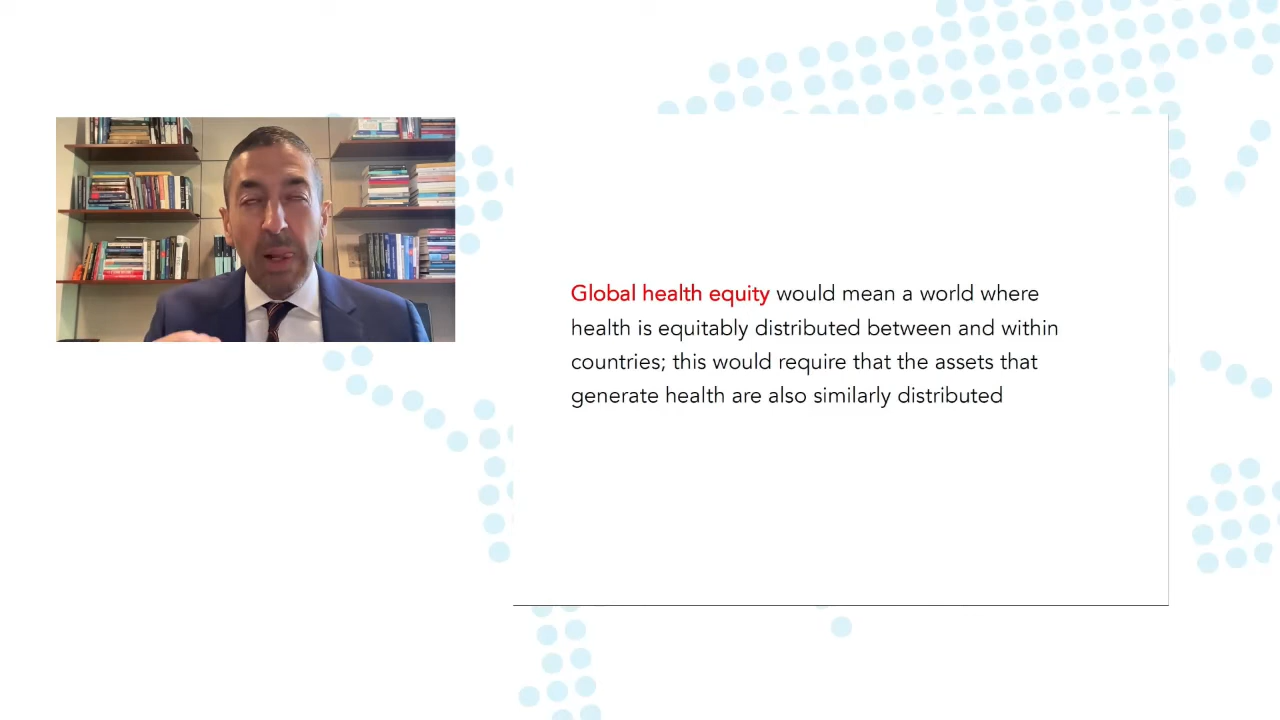 Global health equity would mean a world where
health is equitably distributed between and within
countries; this would require that the assets that
generate health are also similarly distributed